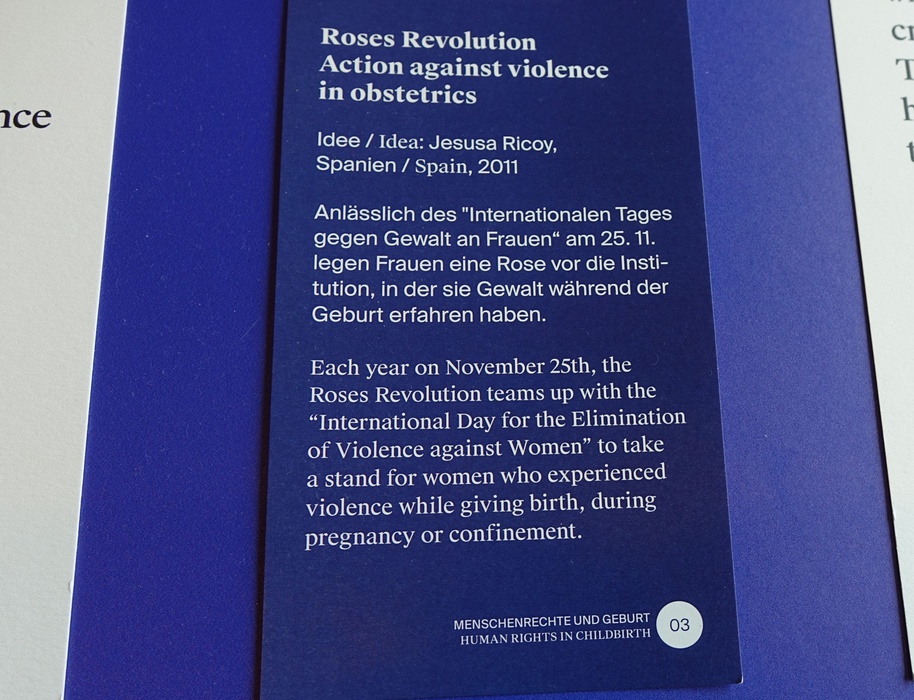 Roses Revolution
Action against violence
in obstetrics
Idee / Idea: Jesusa Ricoy,
Spanien / Spain, 2011
Anlässlich des "Internationalen Tages
gegen Gewalt an Frauen“ am 25. 11.
legen Frauen eine Rose vor die Insti-
tution, in der sie Gewalt während der
Geburt erfahren haben.
Each year on November 25th, the
Roses Revolution teams up with the
“International Day for the Elimination
of Violence against Women” to take
a stand for women who experienced
violence while giving birth, during
pregnancy or confinement.
MENSCHENRECHTE UND GEBURT
HUMAN RIGHTS IN CHILDBIRTH
03